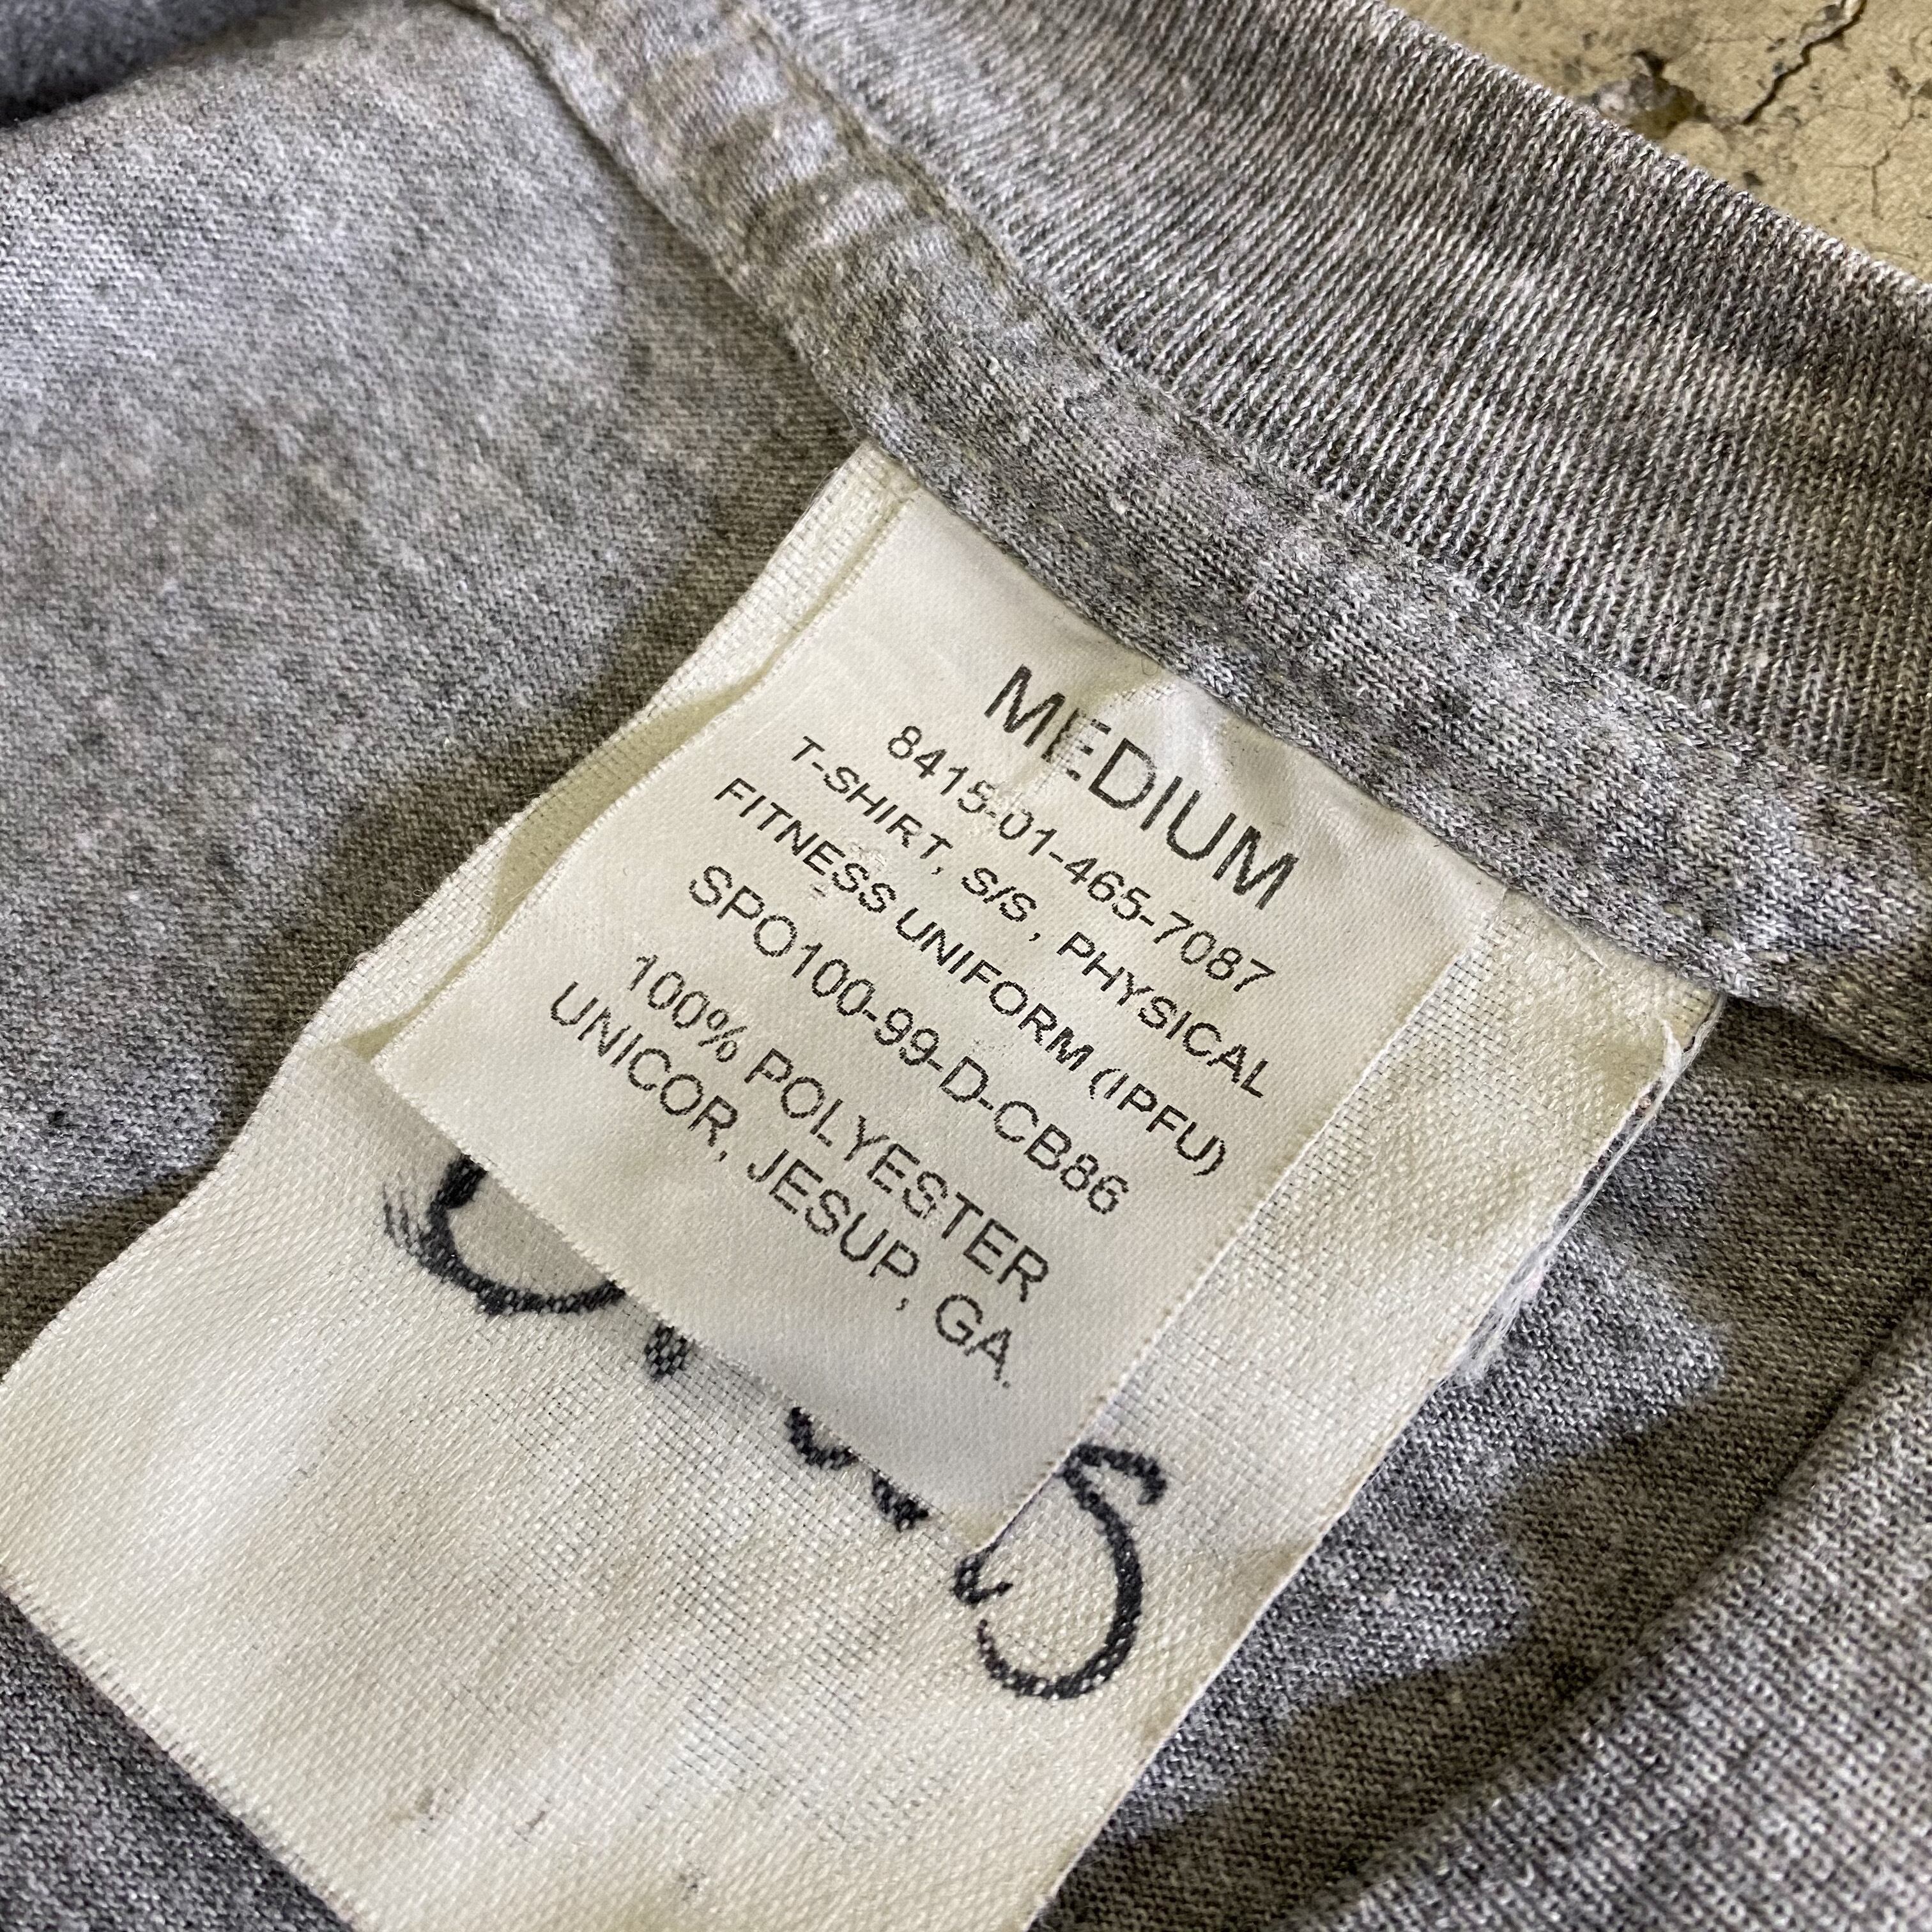 MEDIUM
8415-01-465-7087
T-SHIRT, S/S, PHYSICAL
FITNESS UNIFORM (IPFU)
SPO100-99-D-CB86
100% POLYESTER
UNICOR, JESUP, GA.